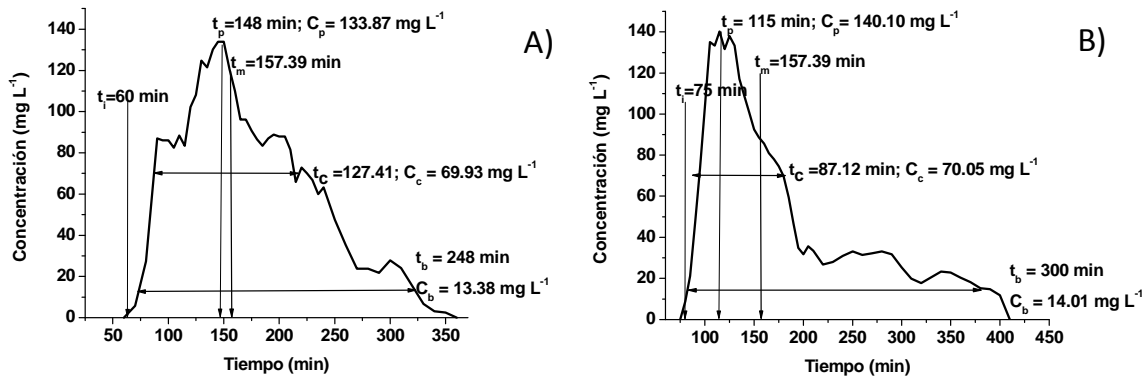 t_p=148 min; C_p= 133.87 mg L⁻¹
A)
t_m=157.39 min
t_i=60 min
t_c=127.41; C_c= 69.93 mg L⁻¹
t_b = 248 min
C_b= 13.38 mg L⁻¹
Concentración (mg L⁻¹)
140
120
100
80
60
40
20
0
50 100 150 200 250 300 350
Tiempo (min)
t_p= 115 min; C_p= 140.10 mg L⁻¹
B)
t_m= 157.39 min
t_i=75 min
t_c=87.12 min; C_c= 70.05 mg L⁻¹
t_b = 300 min
C_b= 14.01 mg L⁻¹
Concentración (mg L⁻¹)
140
120
100
80
60
40
20
0
100 150 200 250 300 350 400 450
Tiempo (min)